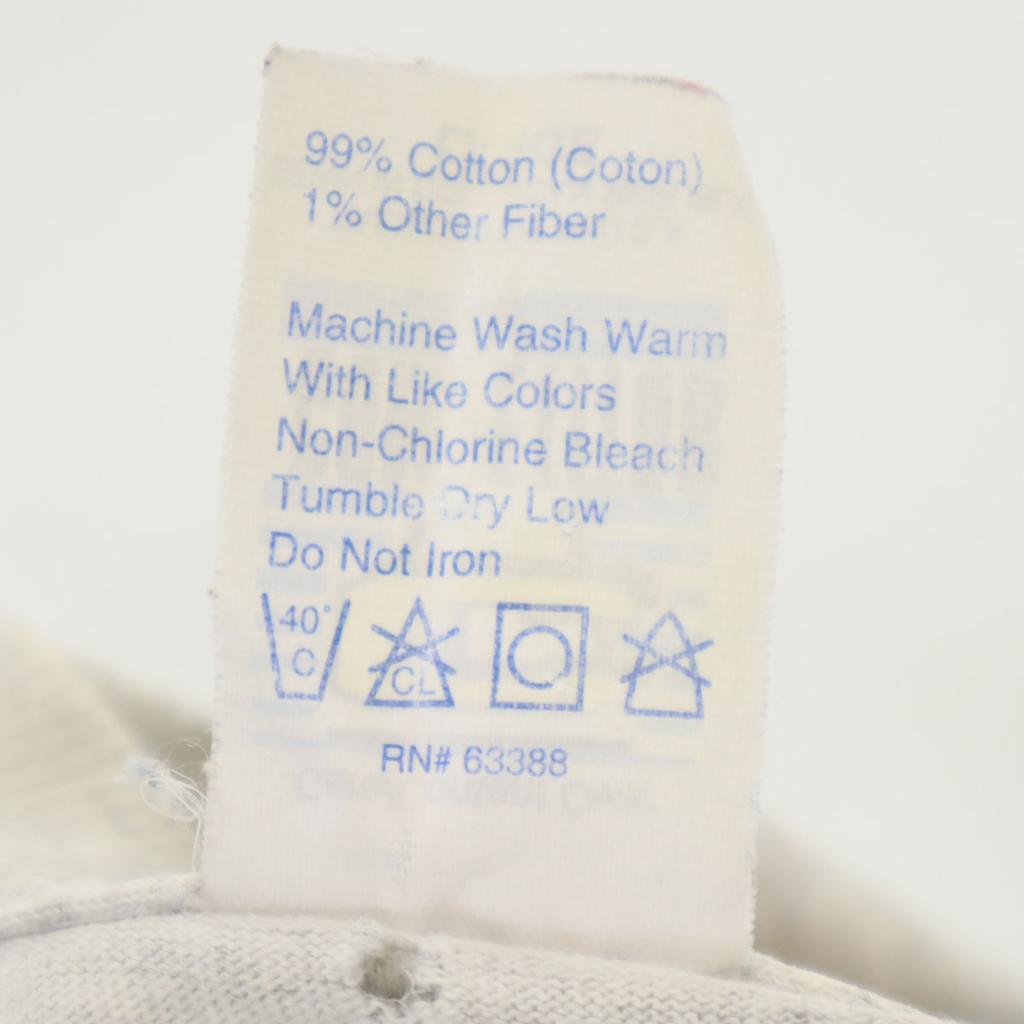 99% Cotton (Coton)
1% Other Fiber
Machine Wash Warm
With Like Colors
Non-Chlorine Bleach
Tumble Dry Low
Do Not Iron
40°
C
CL
RN# 63388